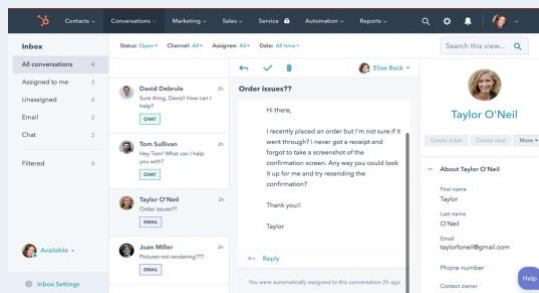 Contacts Conversations Marketing Sales Service Automation Reports
Inbox
Status: Open Channel: All Assignee: All Date: All time
Search this view...
All conversations 4
Assigned to me 3
Unassigned 0
Email 2
Chat 2
Filtered 0
Available
Inbox Settings
David Debrule 2h
Sure thing, David! How can I
help?
CHAT
Tom Sullivan 2h
Hey Tom! What can I help
you with?
CHAT
Taylor O'Neil 2h
Order issues??
EMAIL
Juan Miller 2h
Pictures not rendering???
EMAIL
Elise Beck
Order issues??
Hi there,
I recently placed an order but I'm not sure if it
went through? I never got a receipt and
forgot to take a screenshot of the
confirmation screen. Any way you could look
it up for me and try resending the
confirmation?
Thank you!!
Taylor
Reply
You were automatically assigned to this conversation 2h ago
Taylor O'Neil
Create ticket Create deal More
About Taylor O'Neil
First name
Taylor
Last name
O'Neil
Email
taylorfoneil@gmail.com
Phone number
Contact owner
Help